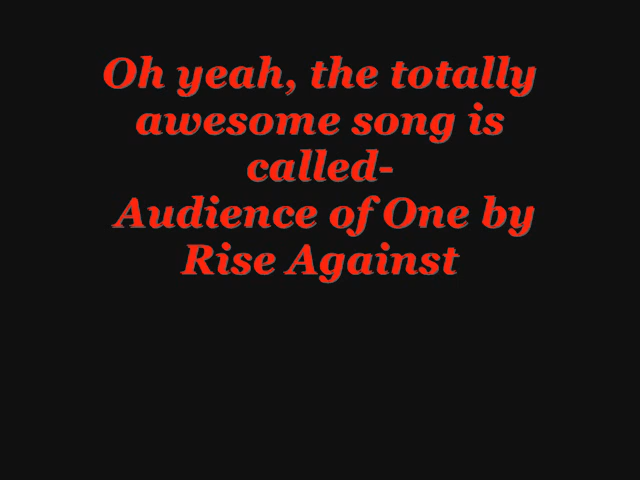 Oh yeah, the totally
awesome song is
called-
Audience of One by
Rise Against